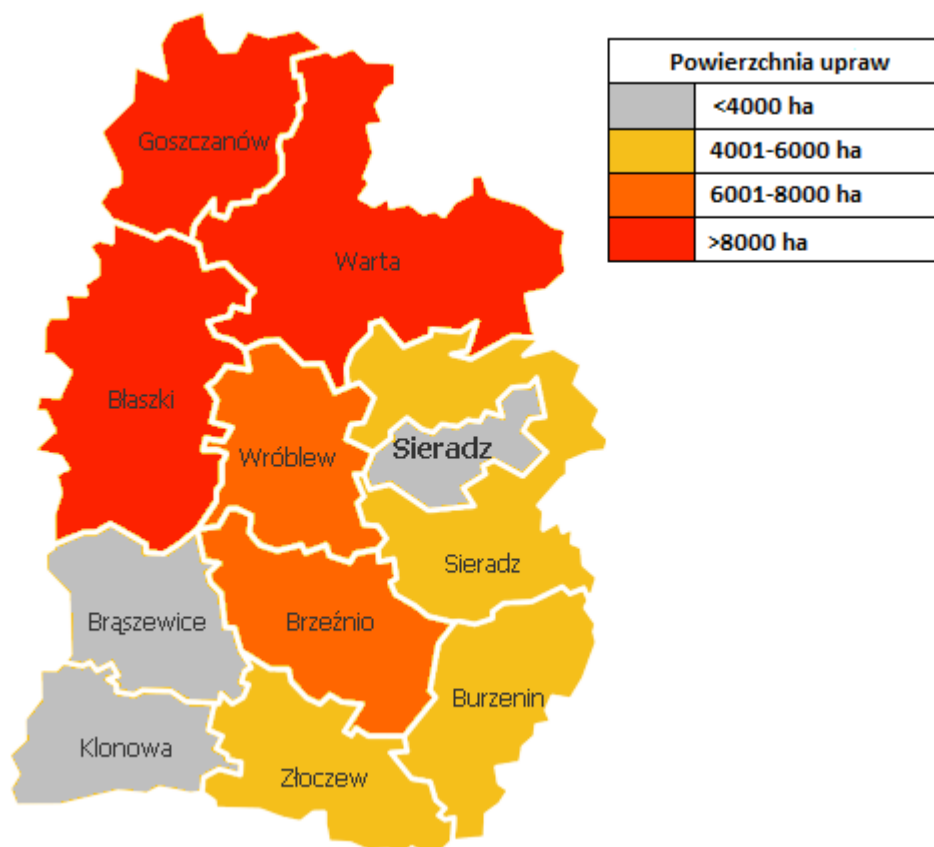 Powierzchnia upraw
<4000 ha
4001-6000 ha
6001-8000 ha
>8000 ha
Goszczanów
Warta
Błaszki
Wróblew
Sieradz
Sieradz
Brąszewice
Brzeźnio
Burzenin
Klonowa
Złoczew